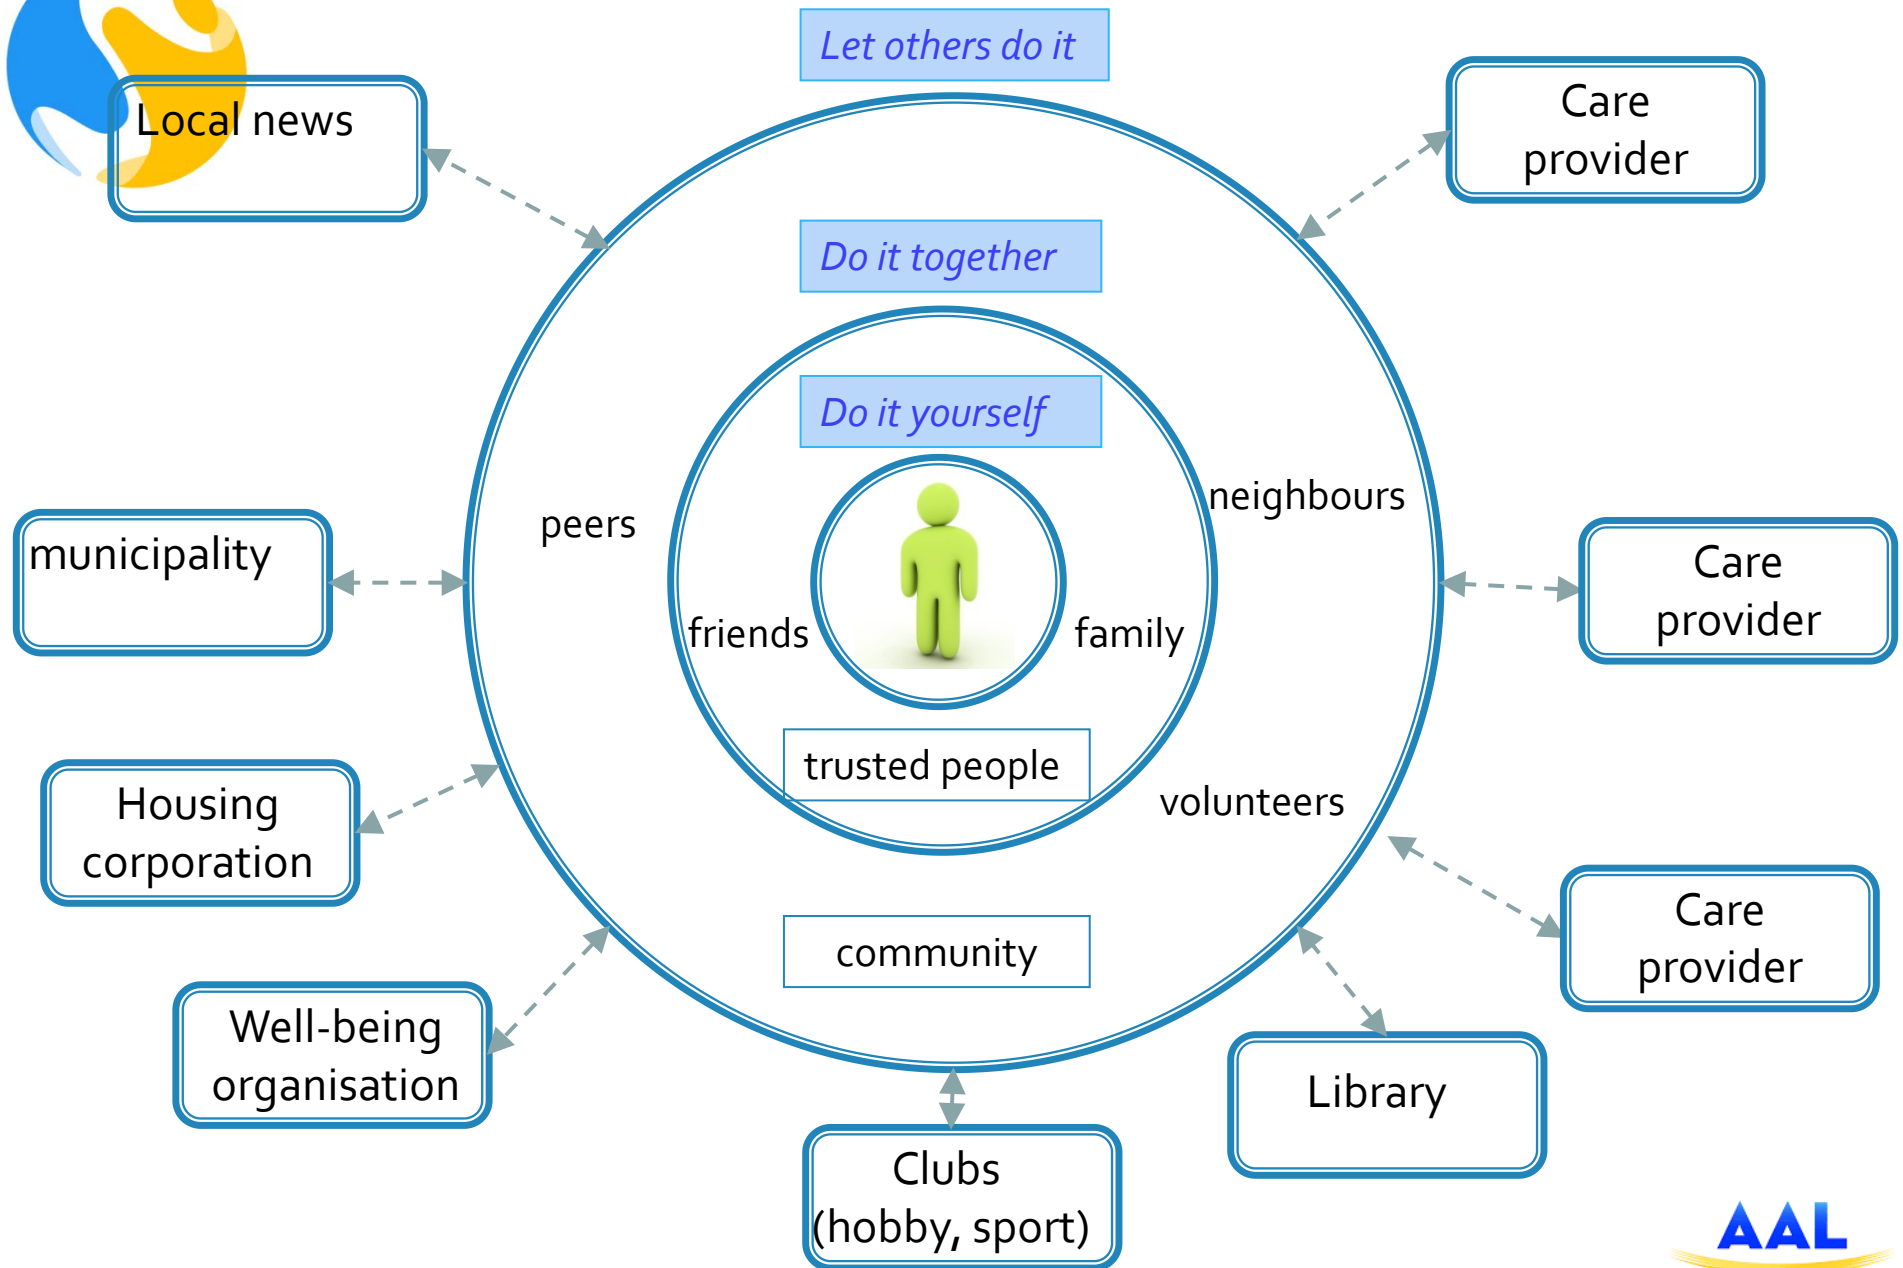 Let others do it
Local news
Care
provider
Do it together
Do it yourself
neighbours
peers
municipality
Care
provider
friends
family
trusted people
Housing
corporation
volunteers
Care
provider
community
Well-being
organisation
Library
Clubs
(hobby, sport)
AAL